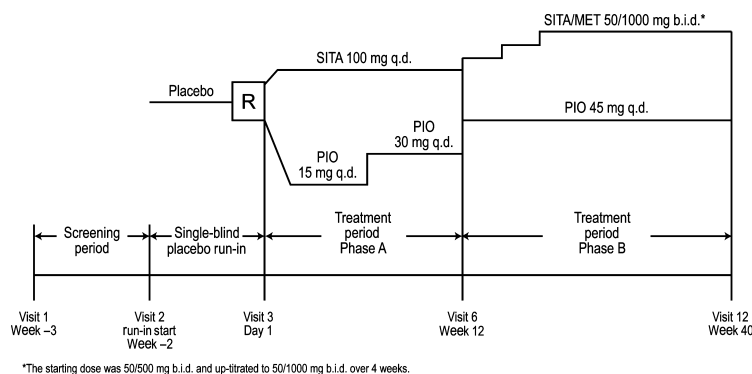 SITA/MET 50/1000 mg b.i.d.*
SITA 100 mg q.d.
Placebo
R
PIO 45 mg q.d.
PIO
30 mg q.d.
PIO
15 mg q.d.
Screening
period
Single-blind
placebo run-in
Treatment
period
Phase A
Treatment
period
Phase B
Visit 1
Week –3
Visit 2
run-in start
Week –2
Visit 3
Day 1
Visit 6
Week 12
Visit 12
Week 40
*The starting dose was 50/500 mg b.i.d. and up-titrated to 50/1000 mg b.i.d. over 4 weeks.